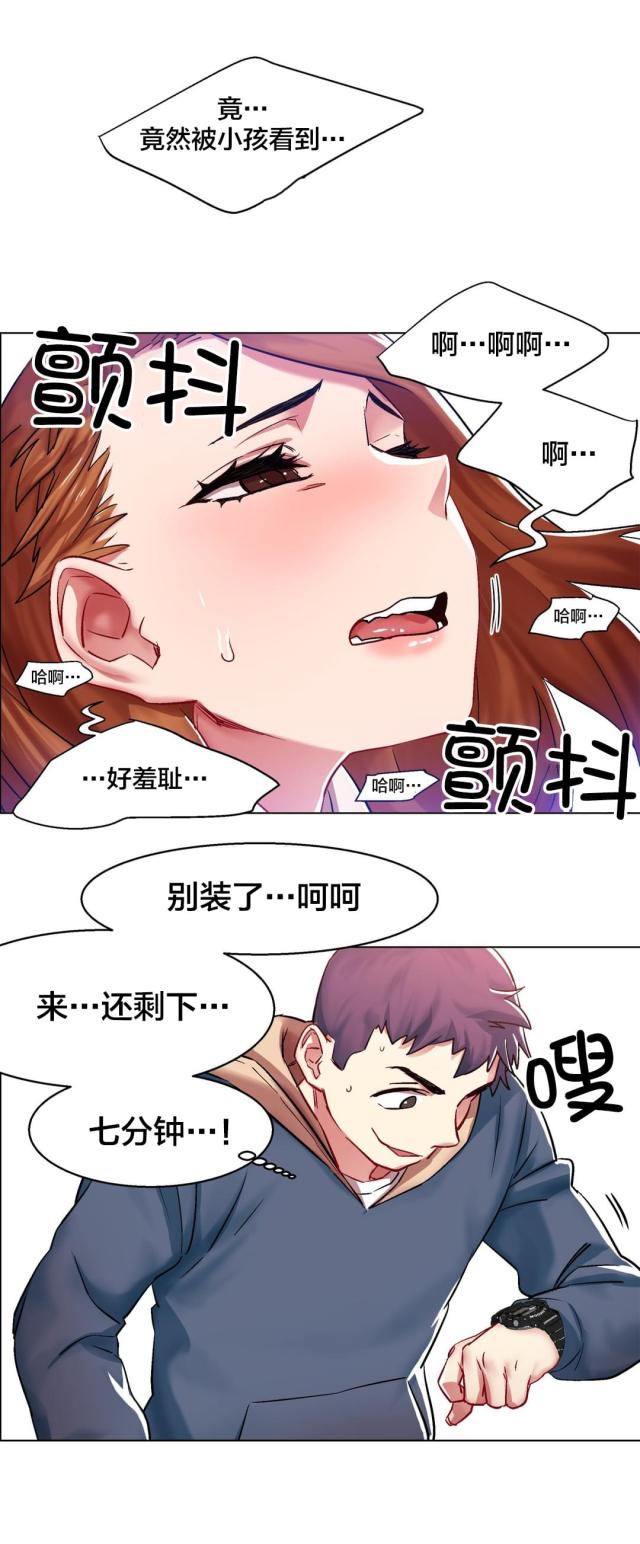 竟…
竟然被小孩看到…
啊…啊啊…
颤抖
啊…
哈啊…
哈啊…
…好羞耻…
哈啊…
颤抖
别装了…呵呵
来…还剩下…
七分钟…！
嗖